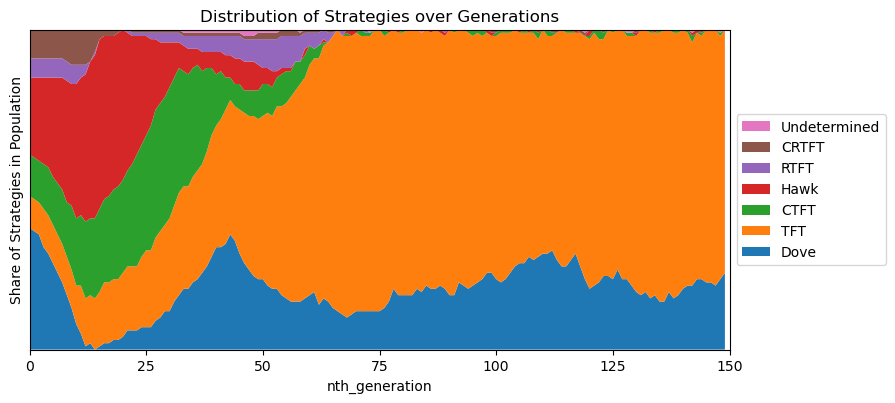 Distribution of Strategies over Generations
Share of Strategies in Population
Undetermined
CRTFT
RTFT
Hawk
CTFT
TFT
Dove
0 25 50 75 100 125 150
nth_generation